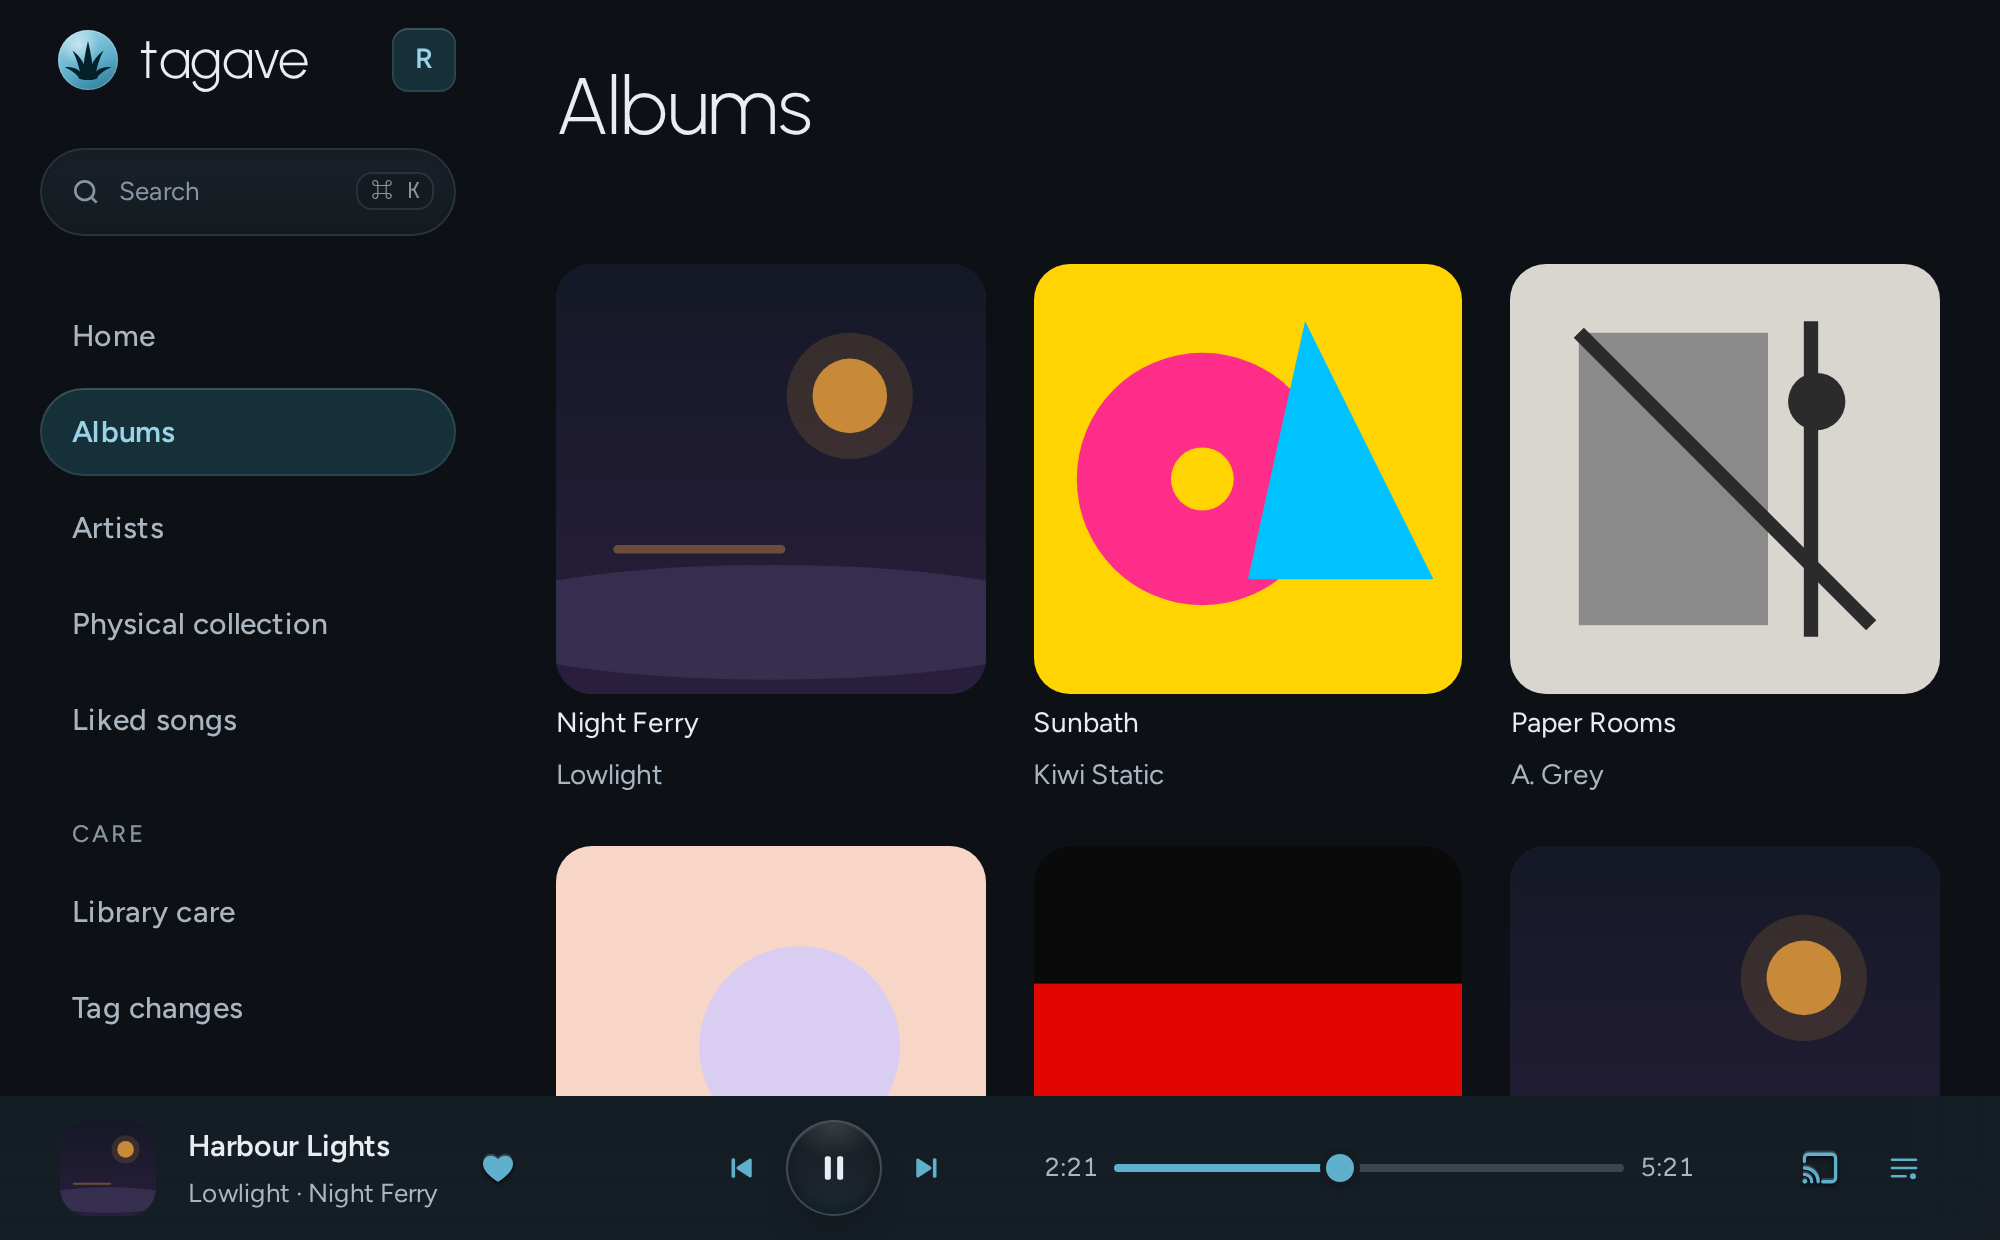 tagave
R
Search
⌘ K
Home
Albums
Artists
Physical collection
Liked songs
CARE
Library care
Tag changes
Albums
Night Ferry
Lowlight
Sunbath
Kiwi Static
Paper Rooms
A. Grey
Harbour Lights
Lowlight · Night Ferry
2:21
5:21